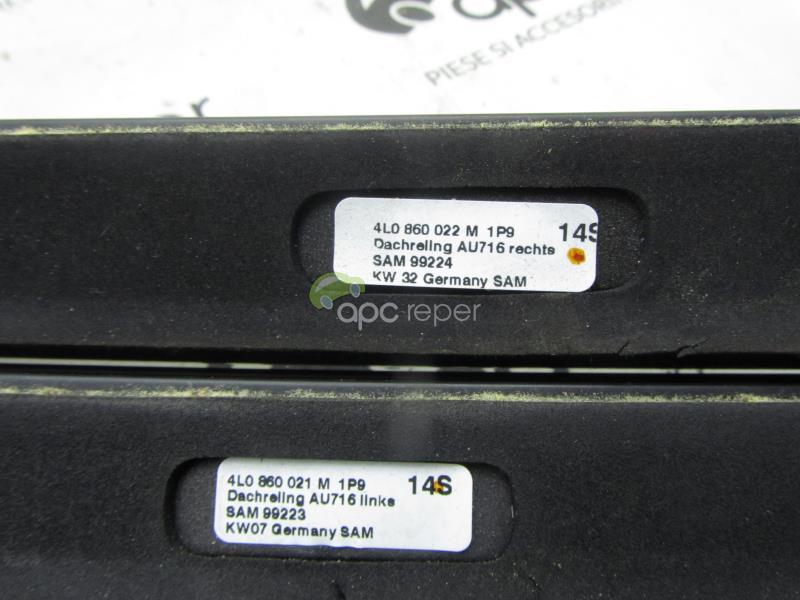 apc
PIESE SI ACCESORII
4L0 860 022 M 1P9 14S
Dachreling AU716 rechts
SAM 99224
KW 32 Germany SAM
apc reper
4L0 860 021 M 1P9 14S
Dachreling AU716 links
SAM 99223
KW07 Germany SAM